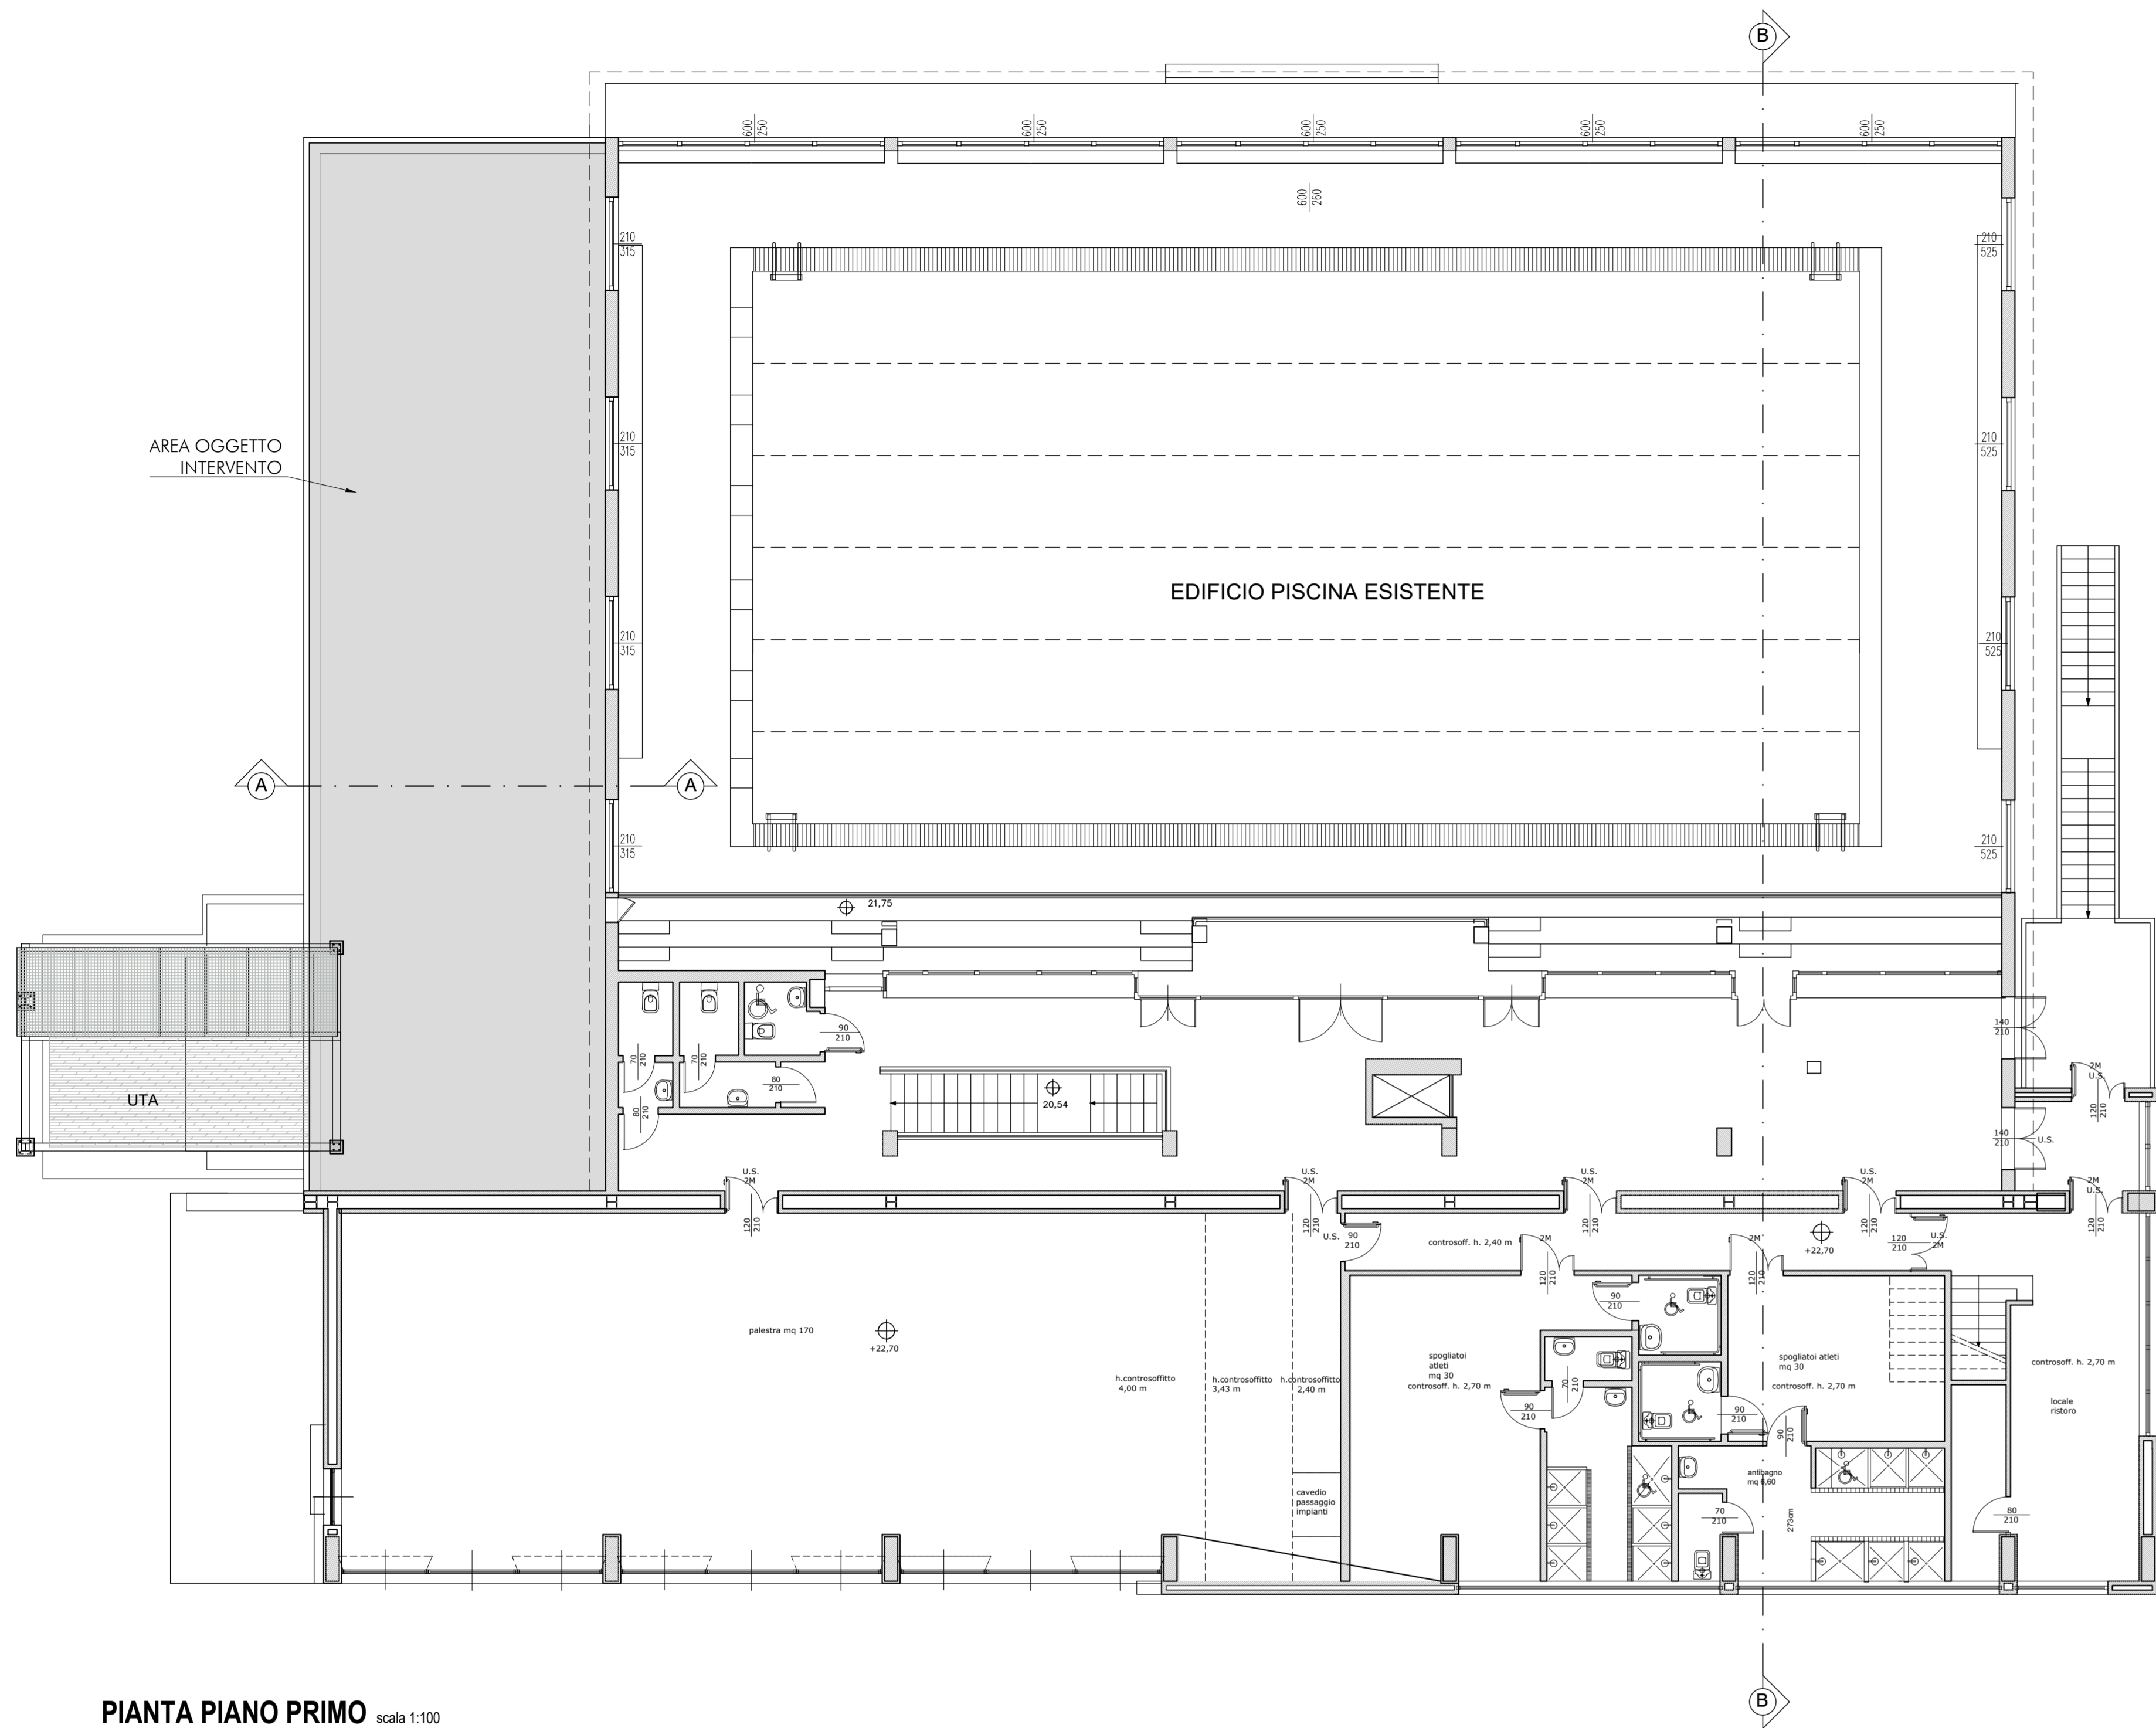 B
600
250
600
250
600
250
600
250
600
250
600
260
210
315
210
525
AREA OGGETTO
INTERVENTO
210
315
210
525
EDIFICIO PISCINA ESISTENTE
210
315
210
525
A
A
210
315
210
525
21,75
90
210
70
210
70
210
80
210
80
210
UTA
20,54
140
210
2M
U.S.
120
210
140
210
U.S.
U.S.
2M
120
210
U.S.
2M
120
210
U.S.
2M
120
210
U.S.
2M
120
210
2M
U.S.
120
210
U.S.
90
210
controsoff. h. 2,40 m
2M
120
210
2M
120
210
+22,70
120
210
U.S.
2M
palestra mq 170
+22,70
90
210
h.controsoffitto
4,00 m
h.controsoffitto
3,43 m
h.controsoffitto
2,40 m
spogliatoi
atleti
mq 30
controsoff. h. 2,70 m
70
210
90
210
spogliatoi atleti
mq 30
controsoff. h. 2,70 m
90
210
90
210
controsoff. h. 2,70 m
locale
ristoro
cavedio
passaggio
impianti
antibagno
mq 6,60
70
210
273cm
80
210
B
PIANTA PIANO PRIMO scala 1:100